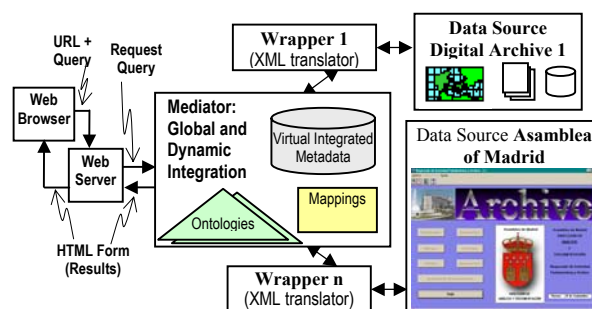 URL +
Query
Request
Query
Web
Browser
Web
Server
HTML Form
(Results)
Wrapper 1
(XML translator)
Mediator:
Global and
Dynamic
Integration
Virtual Integrated
Metadata
Mappings
Ontologies
Wrapper n
(XML translator)
Data Source
Digital Archive 1
Data Source Asamblea
of Madrid
Archivo